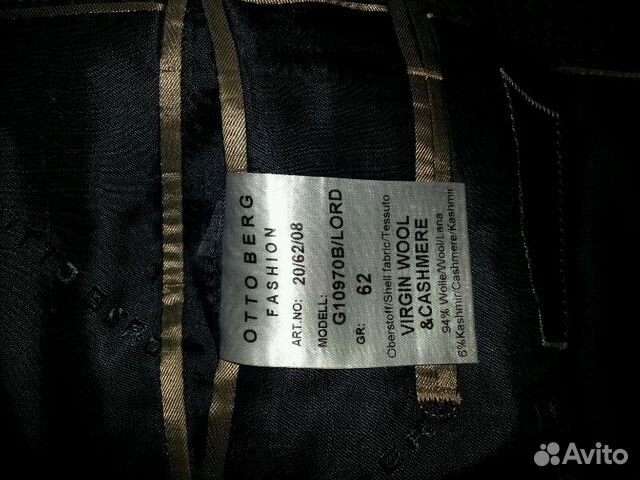 OTTO BERG
FASHION
ART.NO: 20/62/08
MODELL:
G10970B/LORD
GR: 62
Oberstoff/Shell fabric/Tessuto
VIRGIN WOOL
&CASHMERE
94% Wolle/Wool/Lana
6%Kashmir/Cashmere/Kashmir
Avito